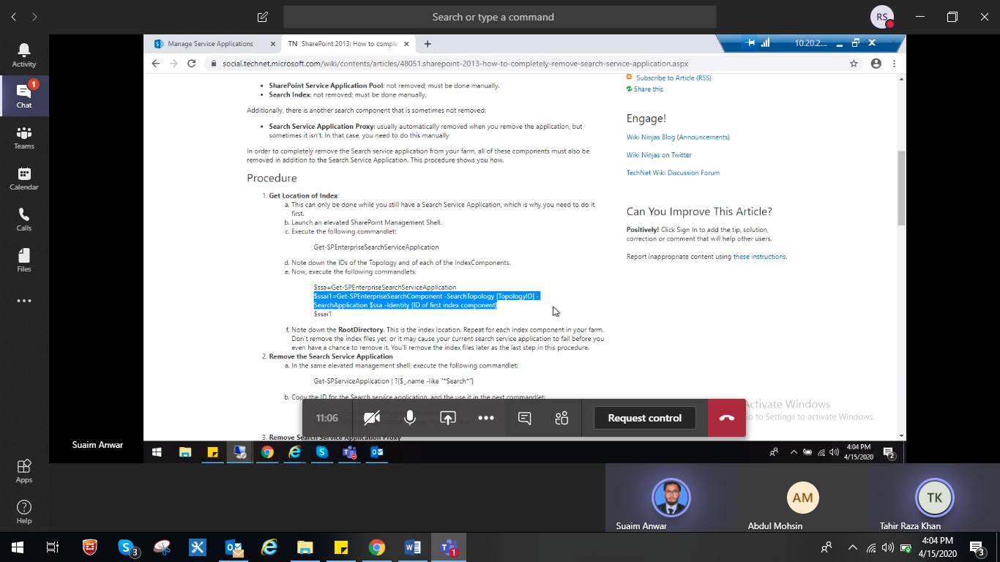 Search or type a command
RS
Activity
1
Chat
Teams
Calendar
Calls
Files
Apps
Help
Manage Service Applications
TN SharePoint 2013: How to comple
10.20.2....
social.technet.microsoft.com/wiki/contents/articles/48051.sharepoint-2013-how-to-completely-remove-search-service-application.aspx
• SharePoint Service Application Pool: not removed; must be done manually.
• Search Index: not removed; must be done manually.
Additionally, there is another search component that is sometimes not removed:
• Search Service Application Proxy: usually automatically removed when you remove the application, but
sometimes it isn't. In that case, you need to do this manually
In order to completely remove the Search service application from your farm, all of these components must also be
removed in addition to the Search Service Application. This procedure shows you how.
Procedure
1. Get Location of Index
a. This can only be done while you still have a Search Service Application, which is why you need to do it
first.
b. Launch an elevated SharePoint Management Shell.
c. Execute the following commandlet:
Get-SPEnterpriseSearchServiceApplication
d. Note down the IDs of the Topology and of each of the IndexComponents.
e. Now, execute the following commandlets:
$ssa=Get-SPEnterpriseSearchServiceApplication
$ssai1=Get-SPEnterpriseSearchComponent -SearchTopology [TopologyID] -
SearchApplication $ssa -Identity [ID of first index component]
$ssai1
f. Note down the RootDirectory. This is the index location. Repeat for each index component in your farm.
Don't remove the index files yet, or it may cause your current search service application to fail before you
even have a chance to remove it. You'll remove the index files later as the last step in this procedure.
2. Remove the Search Service Application
a. In the same elevated management shell, execute the following commandlet:
Get-SPServiceApplication | ?{$_.name -like "*Search*"}
b. Copy the ID for the Search service application, and the use it in the next commandlet:
3. Remove Search Service Application Proxy
Subscribe to Article (RSS)
Share this
Engage!
Wiki Ninjas Blog (Announcements)
Wiki Ninjas on Twitter
TechNet Wiki Discussion Forum
Can You Improve This Article?
Positively! Click Sign In to add the tip, solution,
correction or comment that will help other users.
Report inappropriate content using these instructions.
Activate Windows
Go to Settings to activate Windows.
11:06
Request control
Suaim Anwar
4:04 PM
4/15/2020
2
Suaim Anwar
AM
Abdul Mohsin
TK
Tahir Raza Khan
3
1
4:04 PM
4/15/2020
3